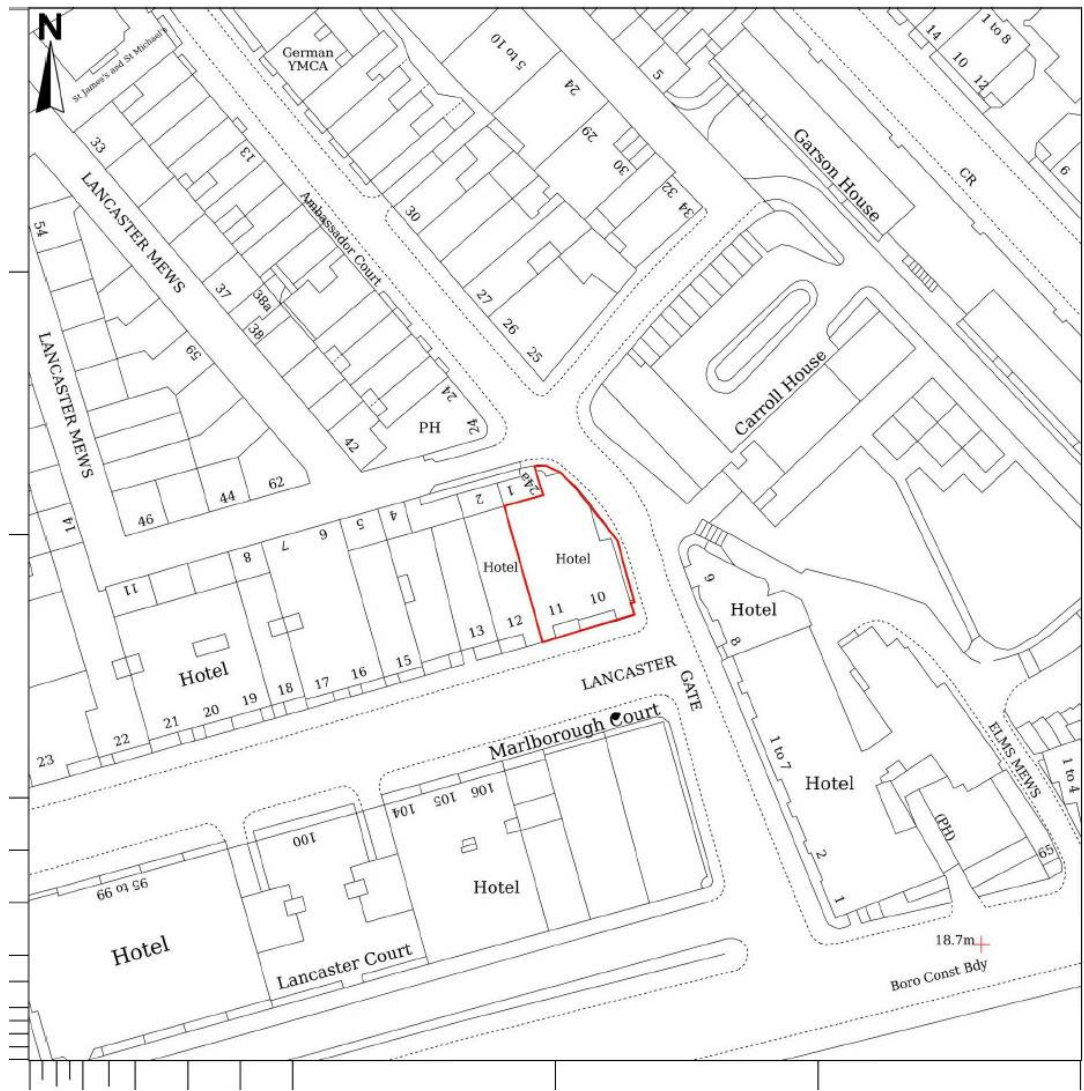 N
St James's and St Michael's
German
YMCA
5 to 10
24
5
14
10
12
1 to 8
6
33
13
Ambassador Court
30
29
30
32
34
Garson House
CR
54
LANCASTER MEWS
37
38a
38
27
26
25
59
LANCASTER MEWS
24
24
PH
42
Carroll House
62
44
46
14
24a
1
2
4
5
6
7
8
11
Hotel
Hotel
9
8
Hotel
10
11
12
13
15
16
17
18
19
20
21
22
23
Hotel
LANCASTER
GATE
Marlborough Court
104
105
106
100
95 to 99
1 to 7
Hotel
ELMS MEWS
1 to 4
(PH)
65
2
1
Hotel
Hotel
Lancaster Court
18.7m
Boro Const Bdy